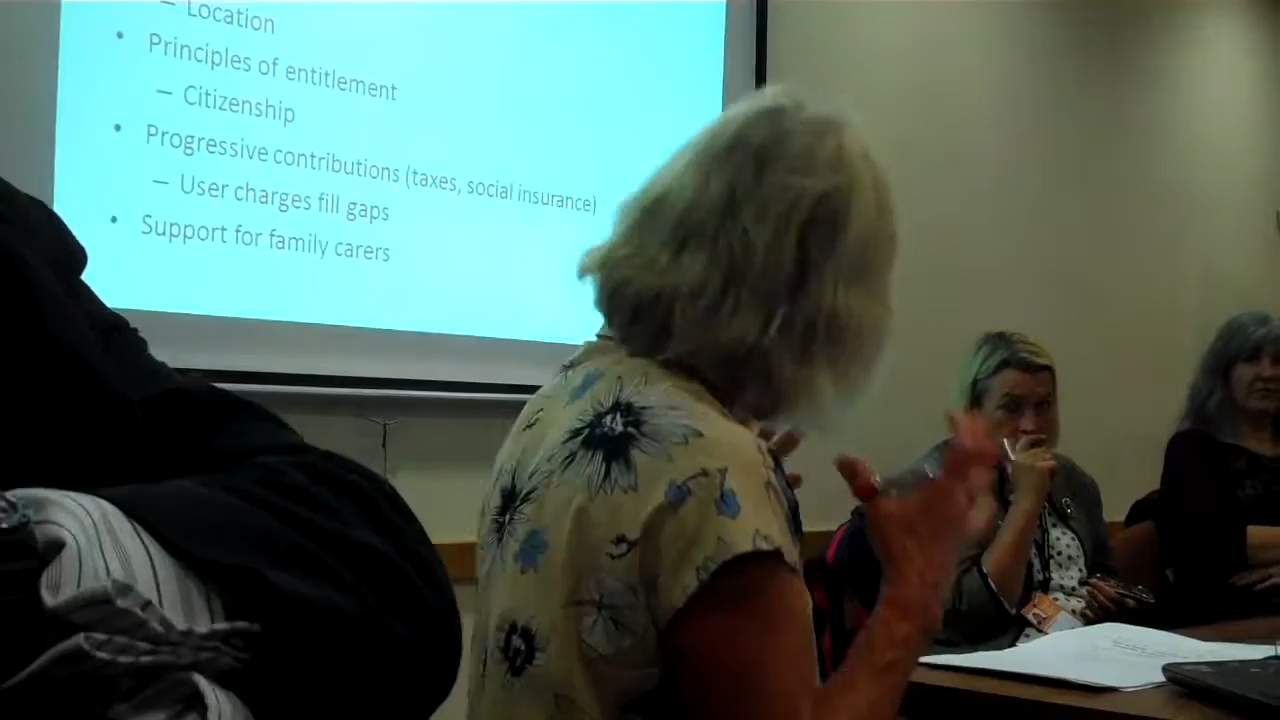 – Location
• Principles of entitlement
– Citizenship
• Progressive contributions (taxes, social insurance)
– User charges fill gaps
• Support for family carers